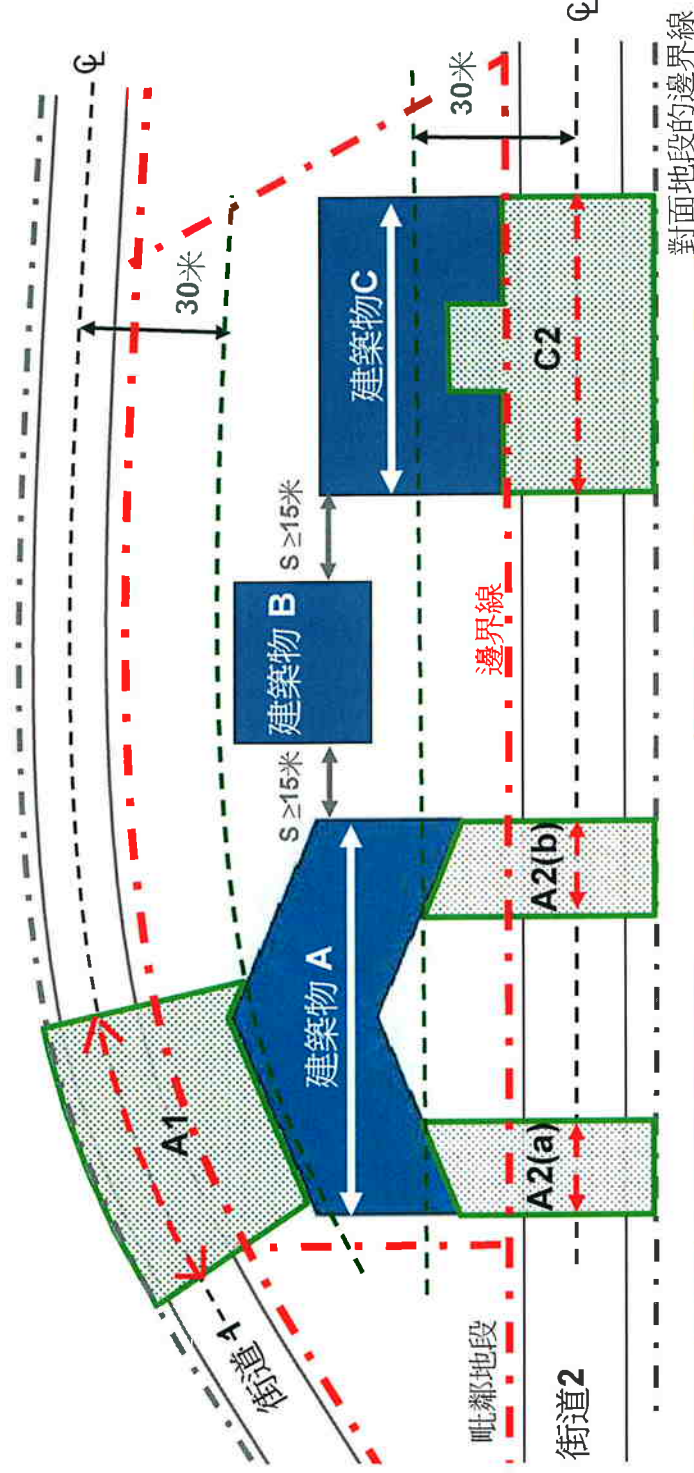 ℄
30米
街道 1
A1
建築物 A
S ≥15米
建築物 B
S ≥15米
建築物C
30米
邊界線
毗鄰地段
街道2
A2(a)
A2(b)
C2
℄
對面地段的邊界線